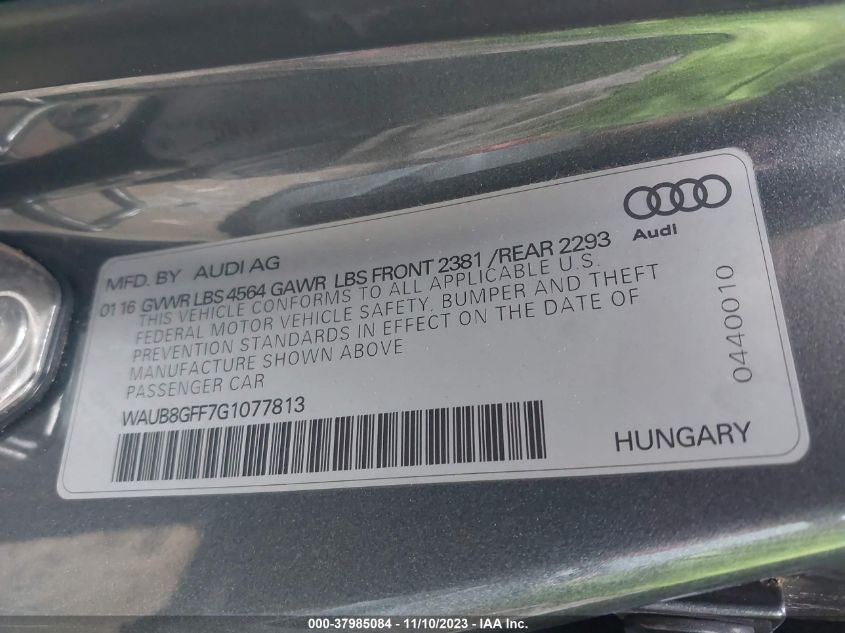 Audi
MFD. BY AUDI AG
01 16 GVWR LBS 4564 GAWR LBS FRONT 2381 /REAR 2293
THIS VEHICLE CONFORMS TO ALL APPLICABLE U.S.
FEDERAL MOTOR VEHICLE SAFETY, BUMPER AND THEFT
PREVENTION STANDARDS IN EFFECT ON THE DATE OF
MANUFACTURE SHOWN ABOVE
PASSENGER CAR
WAUB8GFF7G1077813
HUNGARY
0440010
000-37985084 - 11/10/2023 - IAA Inc.